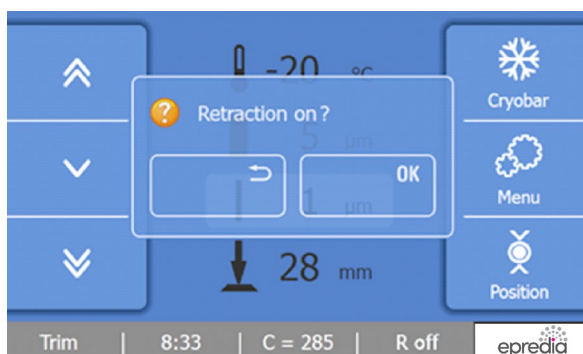 -20 °C
Cryobar
? Retraction on?
5 µm
OK
1 µm
Menu
28 mm
Position
Trim | 8:33 | C = 285 | R off
epredia